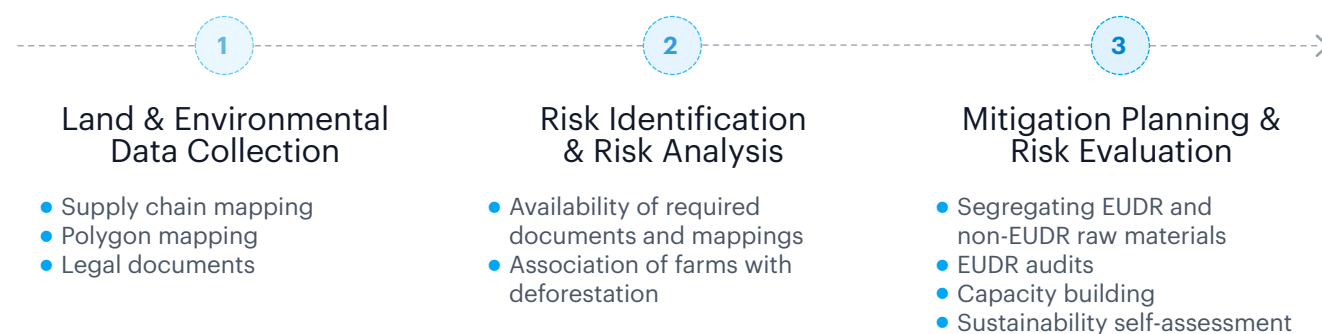 1
Land & Environmental
Data Collection
• Supply chain mapping
• Polygon mapping
• Legal documents
2
Risk Identification
& Risk Analysis
• Availability of required
documents and mappings
• Association of farms with
deforestation
3
Mitigation Planning &
Risk Evaluation
• Segregating EUDR and
non-EUDR raw materials
• EUDR audits
• Capacity building
• Sustainability self-assessment